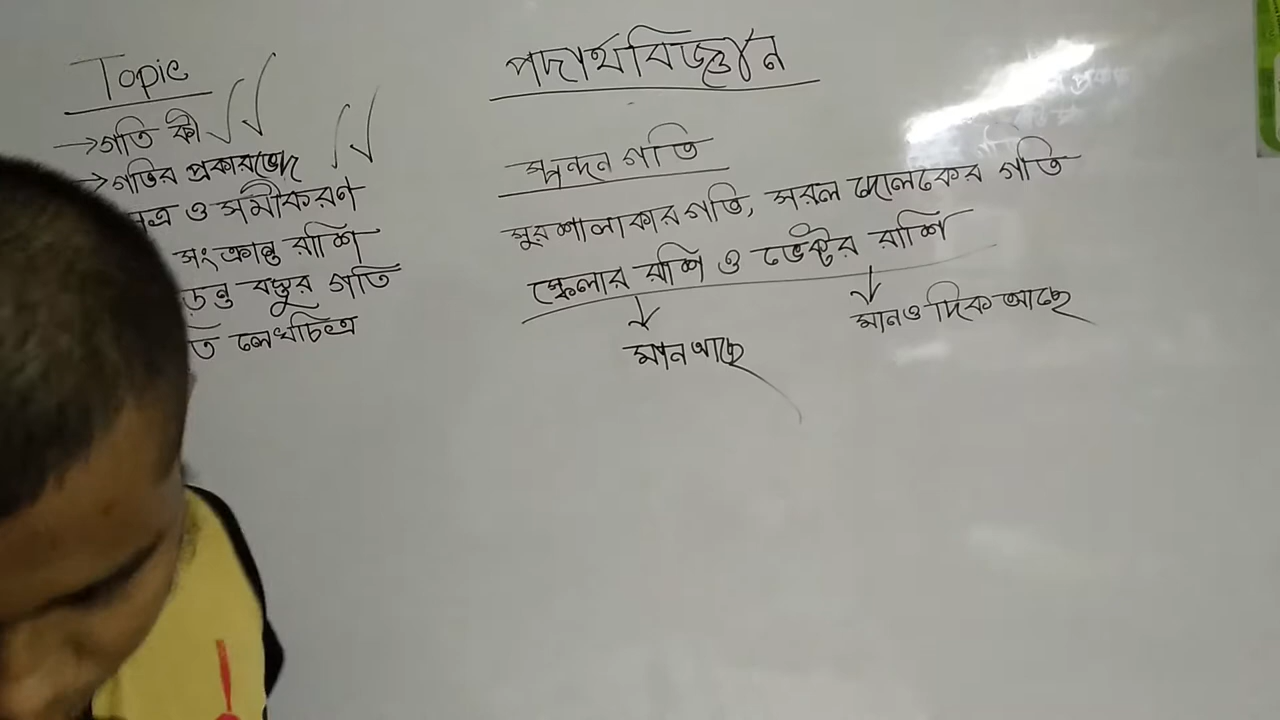 Topic
→গতি কী
→গতির প্রকারভেদ
ত্র ও সমীকরণ
সংক্রান্ত রাশি
ড়ন্ত বস্তুর গতি
তি লেখচিত্র
পদার্থবিজ্ঞান
স্পন্দন গতি
সুরশালাকার গতি, সরল দোলকের গতি
স্কেলার রাশি ও ভেক্টর রাশি
মান আছে
মান ও দিক আছে